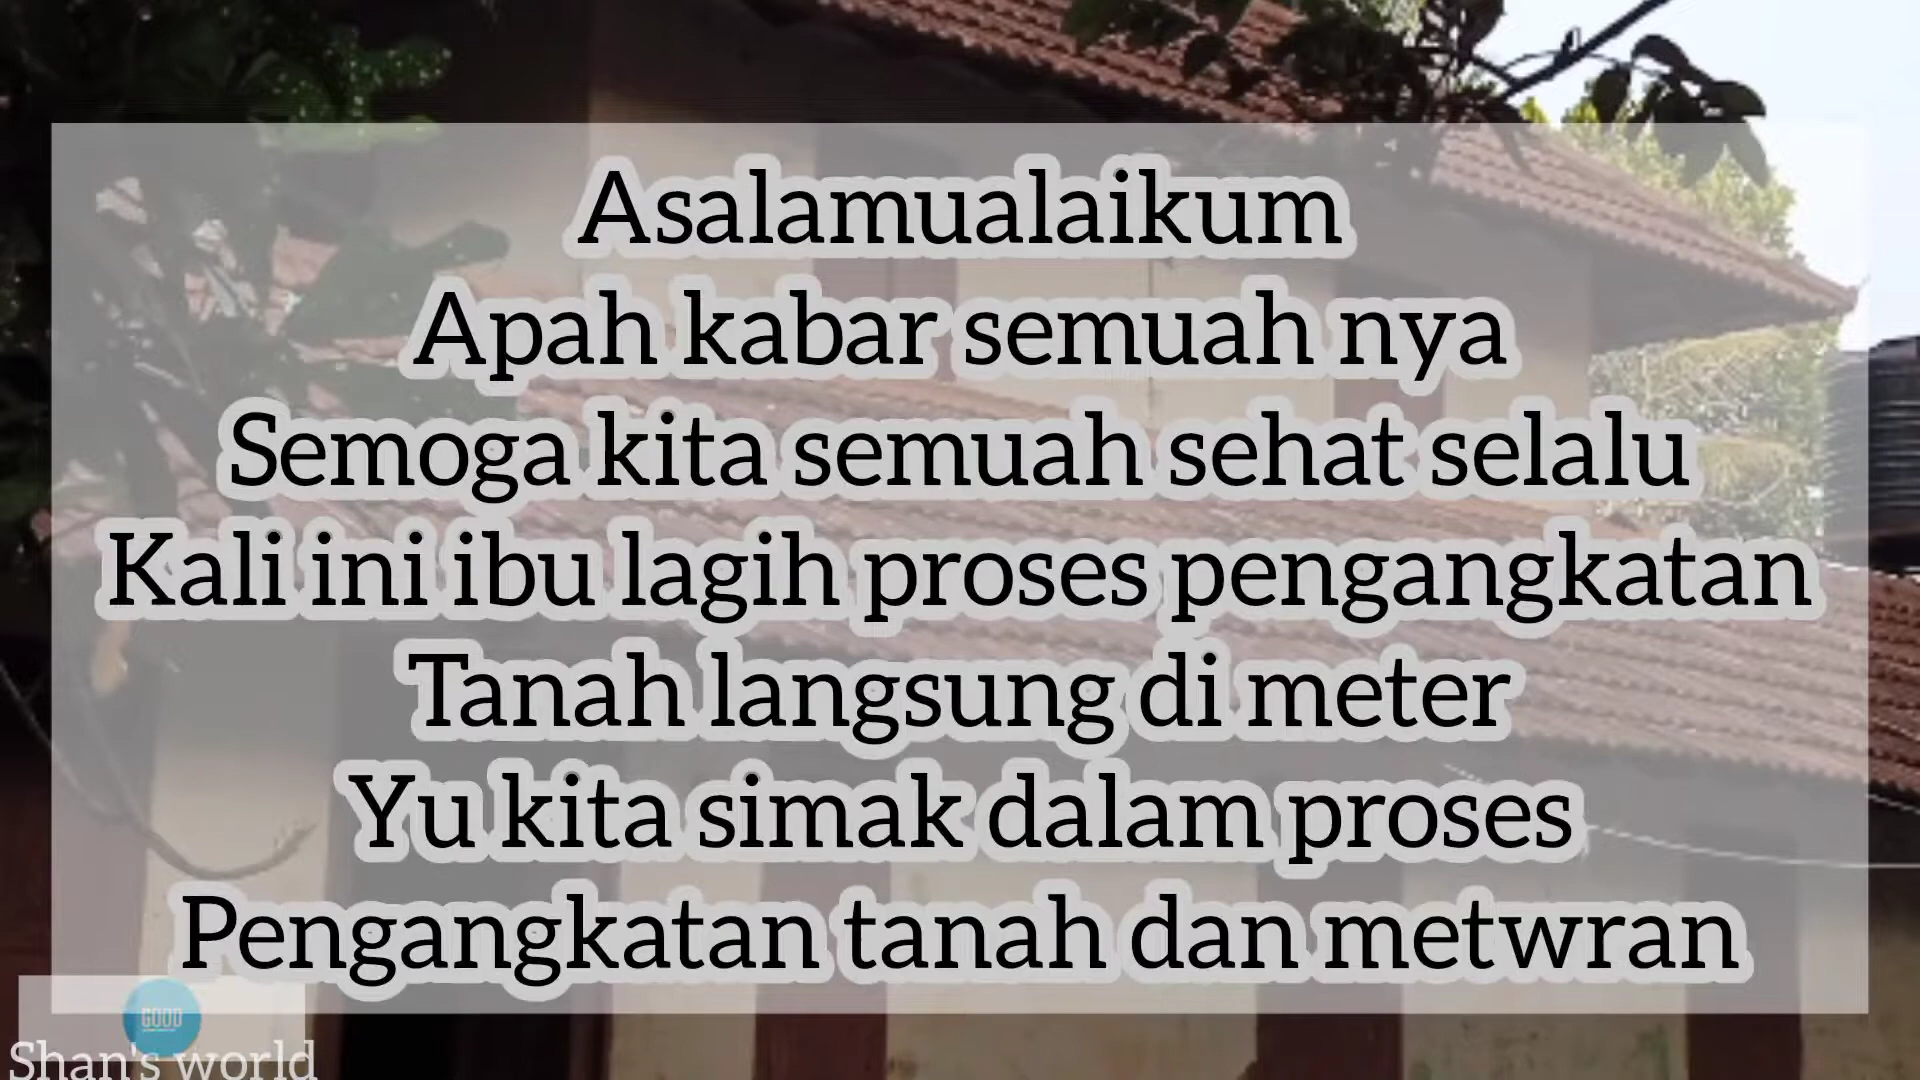 Asalamualaikum
Apah kabar semuah nya
Semoga kita semuah sehat selalu
Kali ini ibu lagih proses pengangkatan
Tanah langsung di meter
Yu kita simak dalam proses
Pengangkatan tanah dan metwran
GOOD
Shan's world